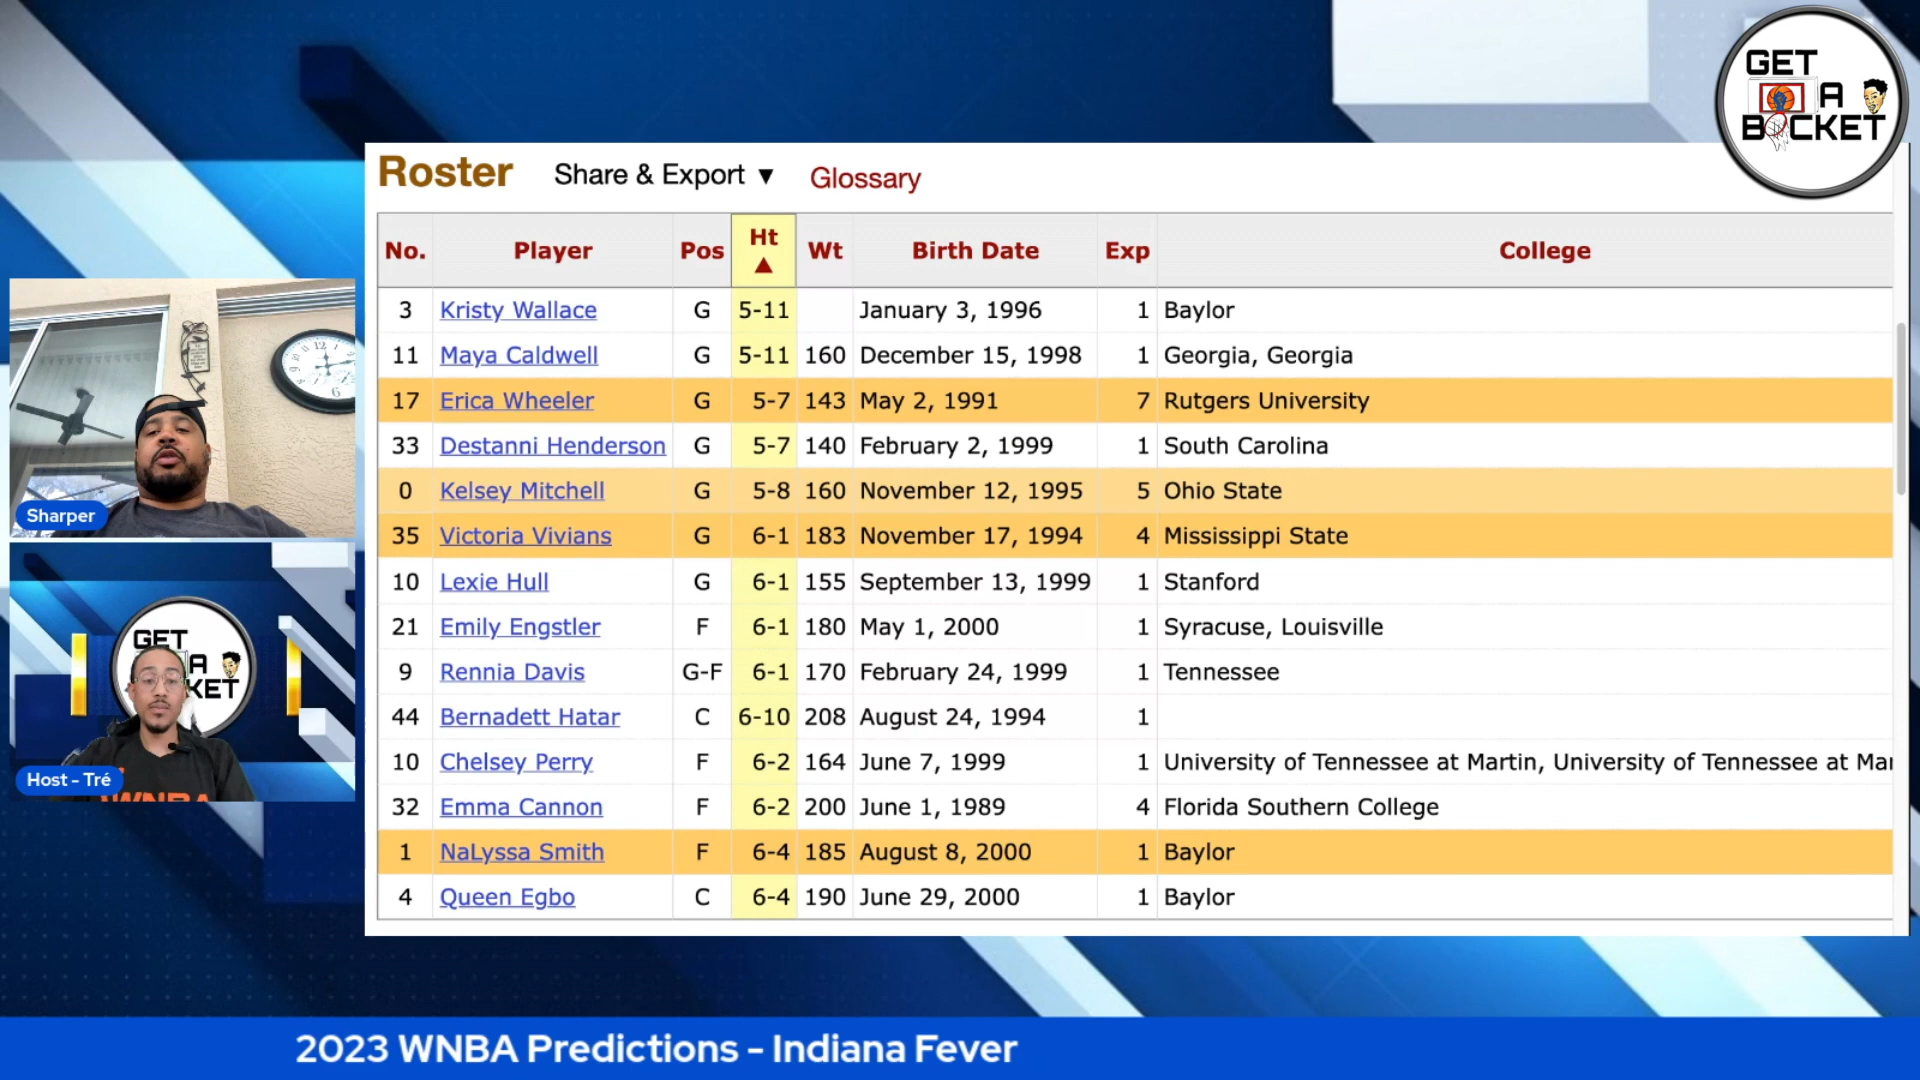 GET
A
BUCKET
Roster Share & Export ▼ Glossary
No. Player Pos Ht ▲ Wt Birth Date Exp College
3 Kristy Wallace G 5-11 January 3, 1996 1 Baylor
11 Maya Caldwell G 5-11 160 December 15, 1998 1 Georgia, Georgia
17 Erica Wheeler G 5-7 143 May 2, 1991 7 Rutgers University
33 Destanni Henderson G 5-7 140 February 2, 1999 1 South Carolina
0 Kelsey Mitchell G 5-8 160 November 12, 1995 5 Ohio State
35 Victoria Vivians G 6-1 183 November 17, 1994 4 Mississippi State
10 Lexie Hull G 6-1 155 September 13, 1999 1 Stanford
21 Emily Engstler F 6-1 180 May 1, 2000 1 Syracuse, Louisville
9 Rennia Davis G-F 6-1 170 February 24, 1999 1 Tennessee
44 Bernadett Hatar C 6-10 208 August 24, 1994 1
10 Chelsey Perry F 6-2 164 June 7, 1999 1 University of Tennessee at Martin, University of Tennessee at Mar
32 Emma Cannon F 6-2 200 June 1, 1989 4 Florida Southern College
1 NaLyssa Smith F 6-4 185 August 8, 2000 1 Baylor
4 Queen Egbo C 6-4 190 June 29, 2000 1 Baylor
Sharper
GET
A
KET
WNBA
Host - Tré
2023 WNBA Predictions - Indiana Fever